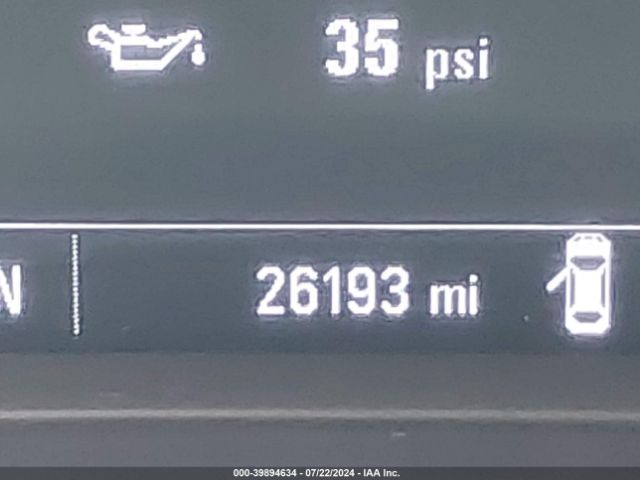 35 psi
N
26193 mi
000-39894634 - 07/22/2024 - IAA Inc.